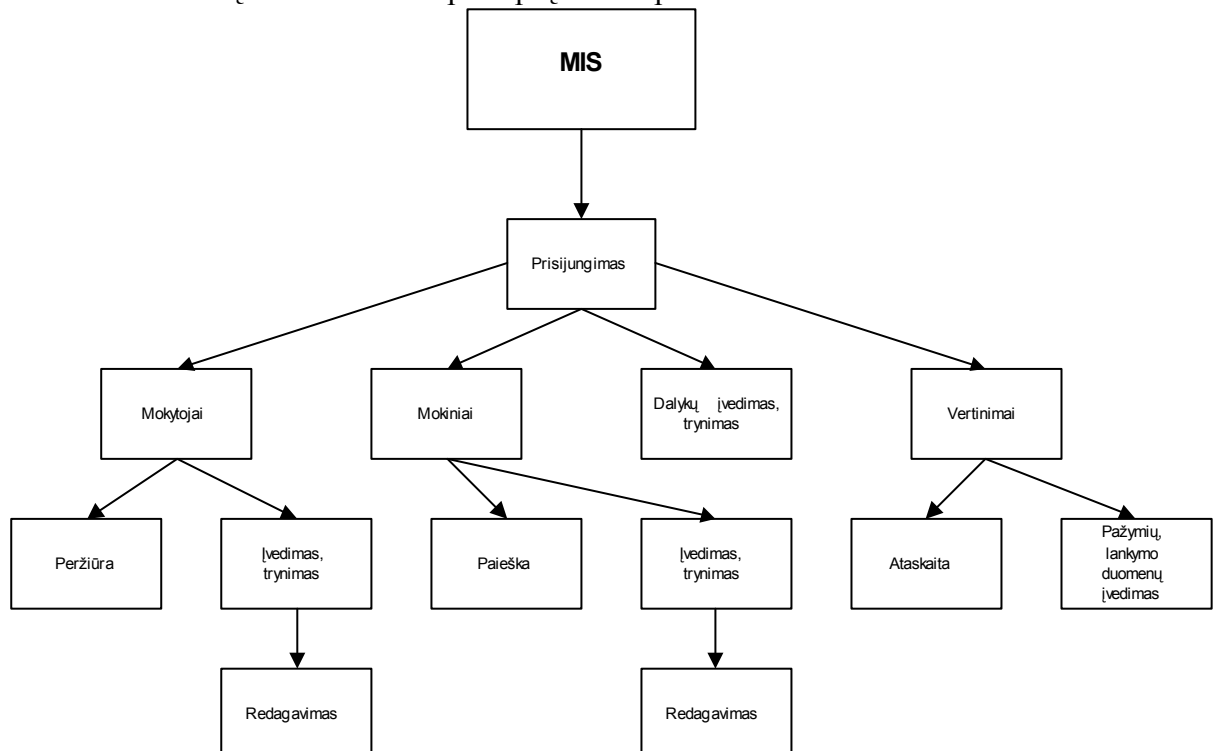 MIS
Prisijungimas
Mokytojai
Mokiniai
Dalykų įvedimas,
trynimas
Vertinimai
Peržiūra
Įvedimas,
trynimas
Paieška
Įvedimas,
trynimas
Ataskaita
Pažymių,
lankymo
duomenų
įvedimas
Redagavimas
Redagavimas